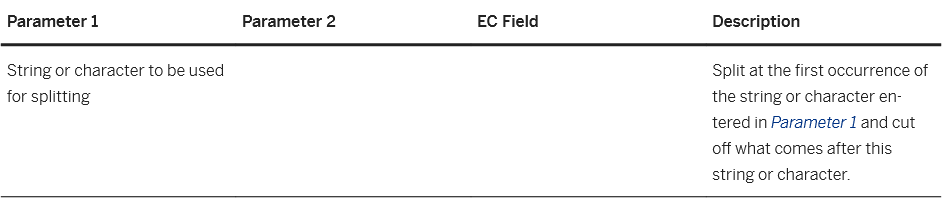 Parameter 1 Parameter 2 EC Field Description
String or character to be used
for splitting
Split at the first occurrence of
the string or character en-
tered in Parameter 1 and cut
off what comes after this
string or character.